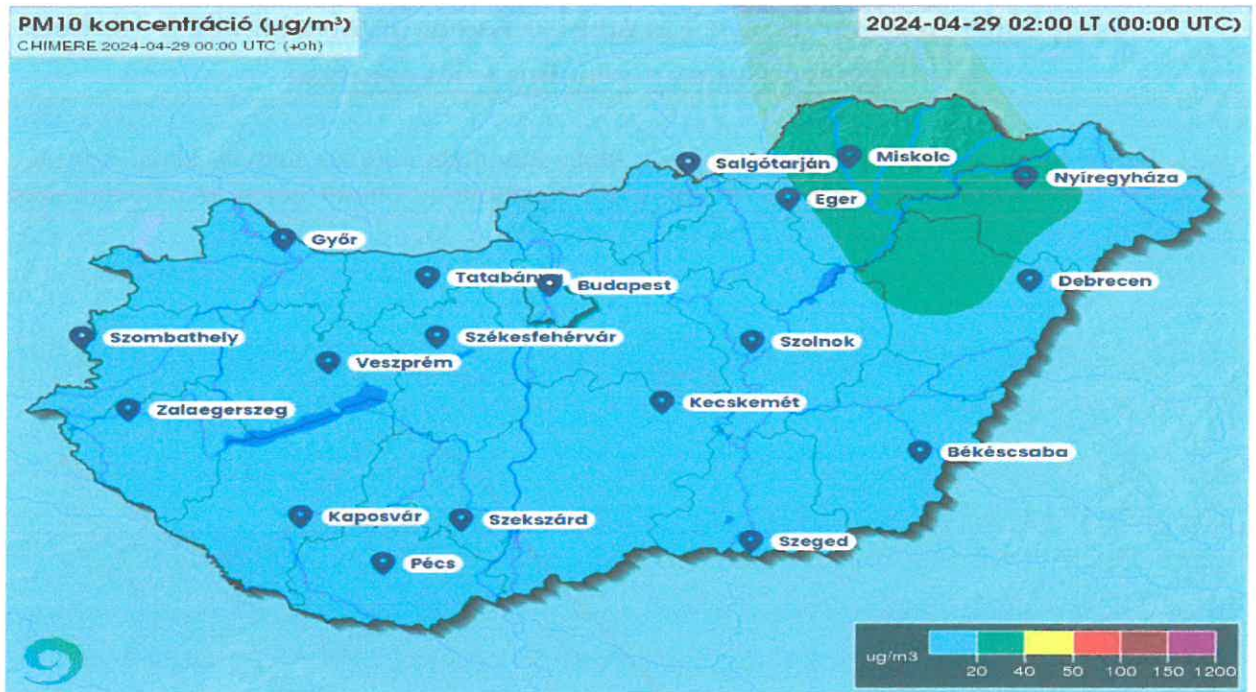 PM10 koncentráció (µg/m³)
CHIMERE 2024-04-29 00:00 UTC (+0h)
2024-04-29 02:00 LT (00:00 UTC)
Salgótarján
Miskolc
Nyíregyháza
Eger
Győr
Tatabánya
Budapest
Debrecen
Szombathely
Székesfehérvár
Szolnok
Veszprém
Zalaegerszeg
Kecskemét
Békéscsaba
Kaposvár
Szekszárd
Szeged
Pécs
ug/m3
20 40 50 100 150 1200